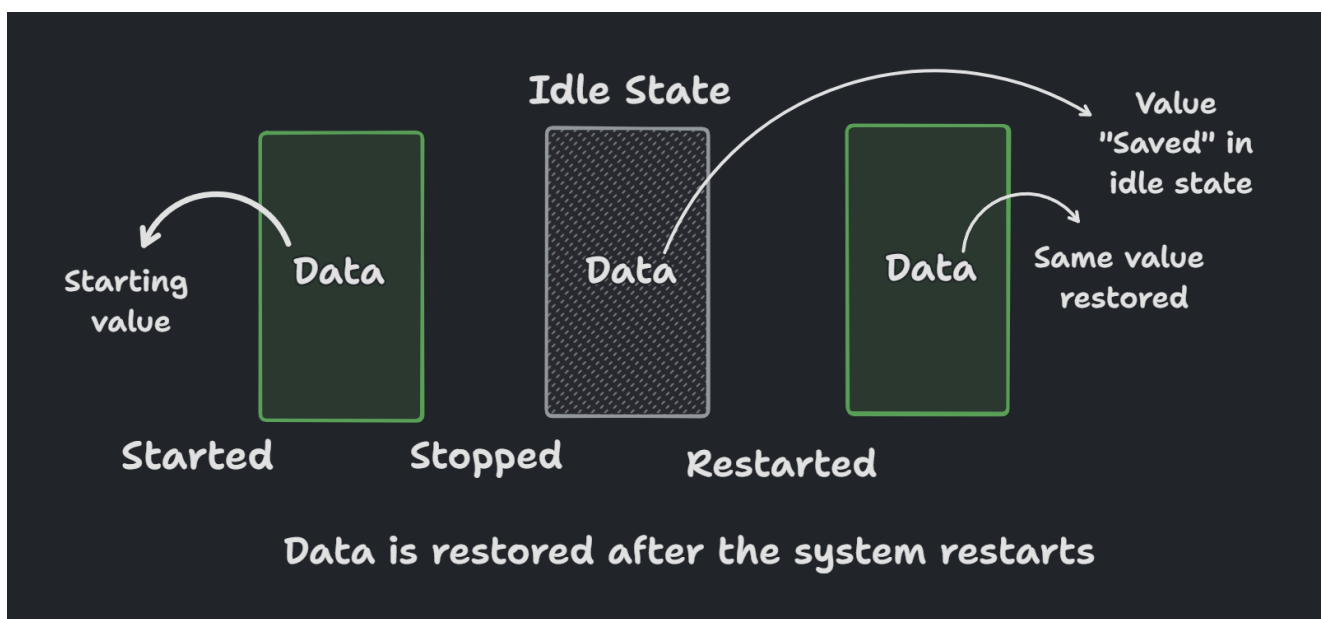 Idle State
Value
"Saved" in
idle state
Data
Data
Data
Starting
value
Same value
restored
Started
Stopped
Restarted
Data is restored after the system restarts